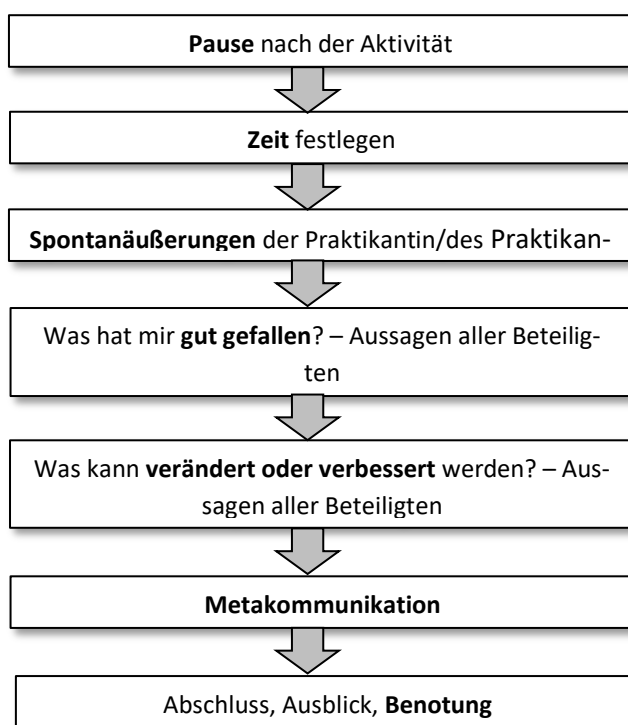 Pause nach der Aktivität
Zeit festlegen
Spontanäußerungen der Praktikantin/des Praktikan-
Was hat mir gut gefallen? – Aussagen aller Beteilig-
ten
Was kann verändert oder verbessert werden? – Aus-
sagen aller Beteiligten
Metakommunikation
Abschluss, Ausblick, Benotung